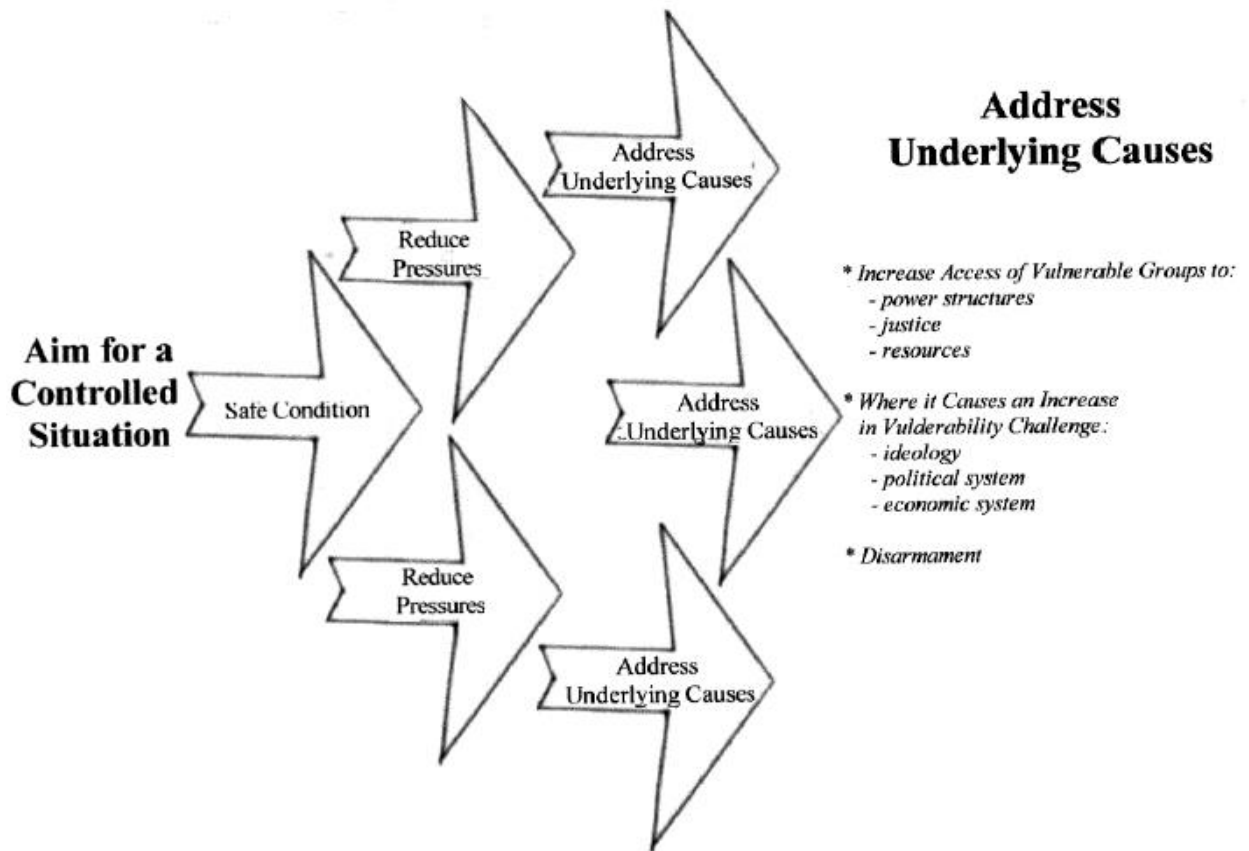 Aim for a
Controlled
Situation
Safe Condition
Reduce
Pressures
Reduce
Pressures
Address
Underlying Causes
Address
Underlying Causes
Address
Underlying Causes
Address
Underlying Causes
* Increase Access of Vulnerable Groups to:
- power structures
- justice
- resources
* Where it Causes an Increase
in Vulderability Challenge:
- ideology
- political system
- economic system
* Disarmament